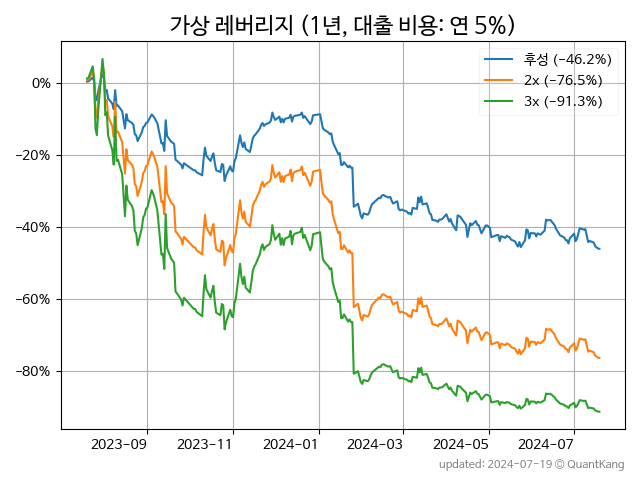 가상 레버리지 (1년, 대출 비용: 연 5%)
후성 (−46.2%)
2x (−76.5%)
3x (−91.3%)
0%
−20%
−40%
−60%
−80%
2023-09 2023-11 2024-01 2024-03 2024-05 2024-07
updated: 2024-07-19 © QuantKang